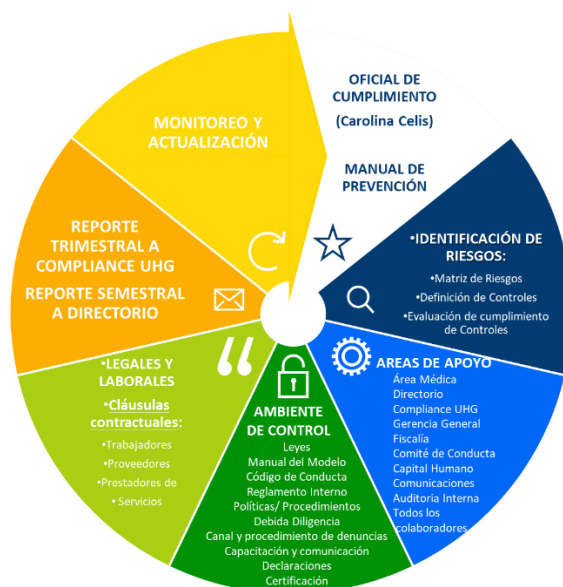 OFICIAL DE
CUMPLIMIENTO
(Carolina Celis)
MANUAL DE
PREVENCIÓN
•IDENTIFICACIÓN DE
RIESGOS:
•Matriz de Riesgos
•Definición de Controles
•Evaluación de cumplimiento
de Controles
AREAS DE APOYO
Área Médica
Directorio
Compliance UHG
Gerencia General
Fiscalía
Comité de Conducta
Capital Humano
Comunicaciones
Auditoria Interna
Todos los
colaboradores
AMBIENTE
DE CONTROL
Leyes
Manual del Modelo
Código de Conducta
Reglamento Interno
Políticas/ Procedimientos
Debida Diligencia
Canal y procedimiento de denuncias
Capacitación y comunicación
Declaraciones
Certificación
•LEGALES Y
LABORALES
•Cláusulas
contractuales:
•Trabajadores
•Proveedores
•Prestadores de
• Servicios
REPORTE
TRIMESTRAL A
COMPLIANCE UHG
REPORTE SEMESTRAL
A DIRECTORIO
MONITOREO Y
ACTUALIZACIÓN